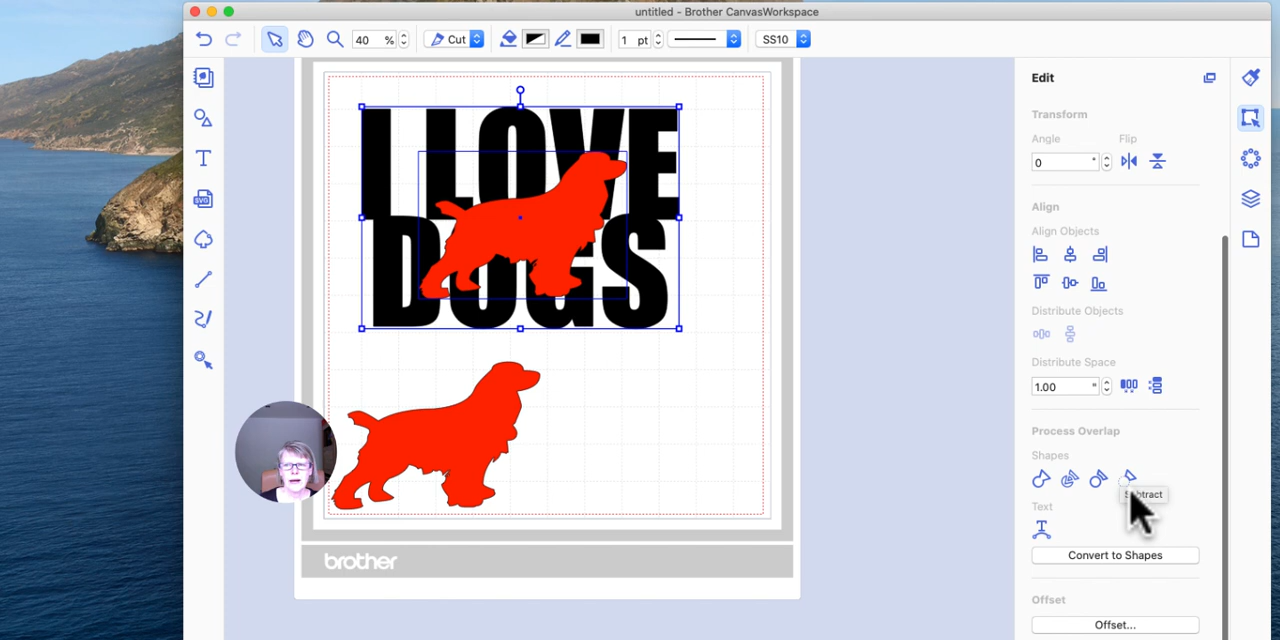 untitled - Brother CanvasWorkspace
40 %
Cut
1 pt
SS10
T
SVG
I LOVE
DOGS
brother
Edit
Transform
Angle
Flip
0 °
Align
Align Objects
Distribute Objects
Distribute Space
1.00 "
Process Overlap
Shapes
Text
Convert to Shapes
Offset
Offset...